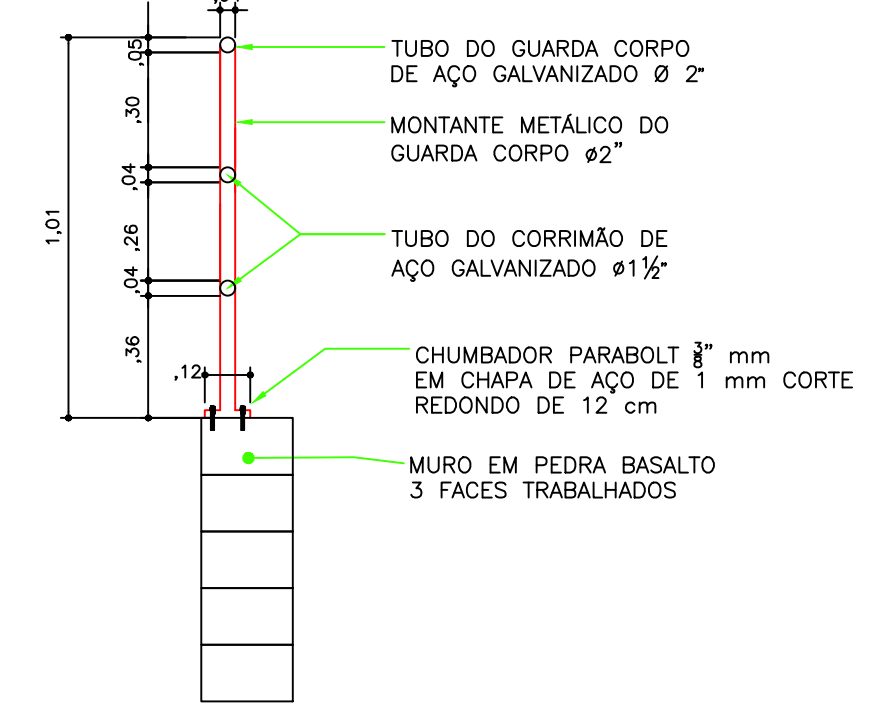 ,05
TUBO DO GUARDA CORPO
DE AÇO GALVANIZADO Ø 2"
,30
MONTANTE METÁLICO DO
GUARDA CORPO ø2"
,04
1,01
,26
TUBO DO CORRIMÃO DE
AÇO GALVANIZADO ø1½"
,04
,36
,12
CHUMBADOR PARABOLT ⅜" mm
EM CHAPA DE AÇO DE 1 mm CORTE
REDONDO DE 12 cm
MURO EM PEDRA BASALTO
3 FACES TRABALHADOS